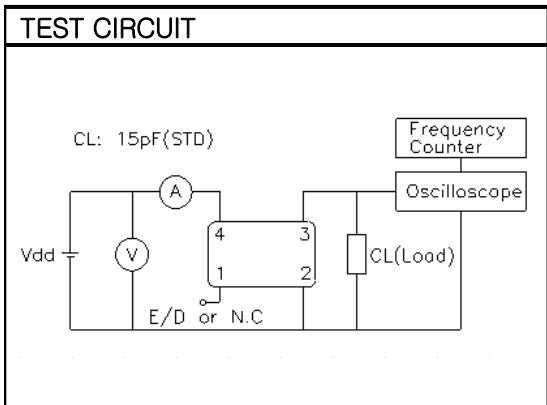 TEST CIRCUIT
CL: 15pF(STD)
Frequency
Counter
A
Oscilloscope
4
3
Vdd
V
CL(Load)
1
2
E/D or N.C